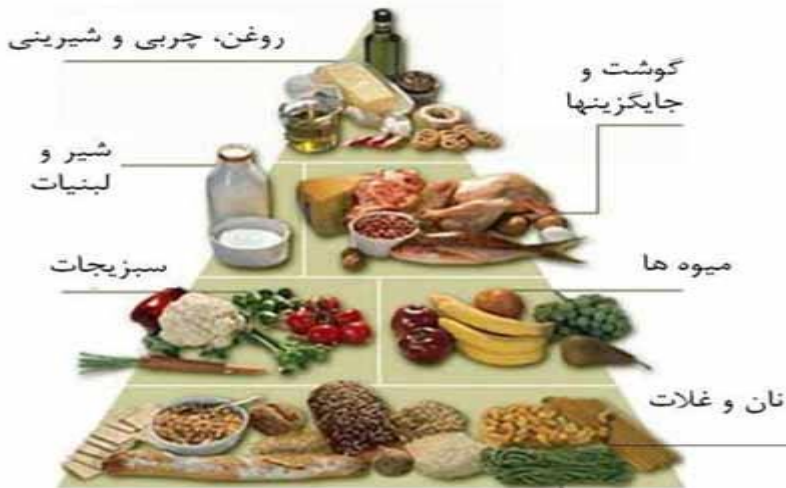 روغن، چربی و شیرینی
گوشت و
جایگزینها
شیر و
لبنیات
سبزیجات
میوه ها
نان و غلات